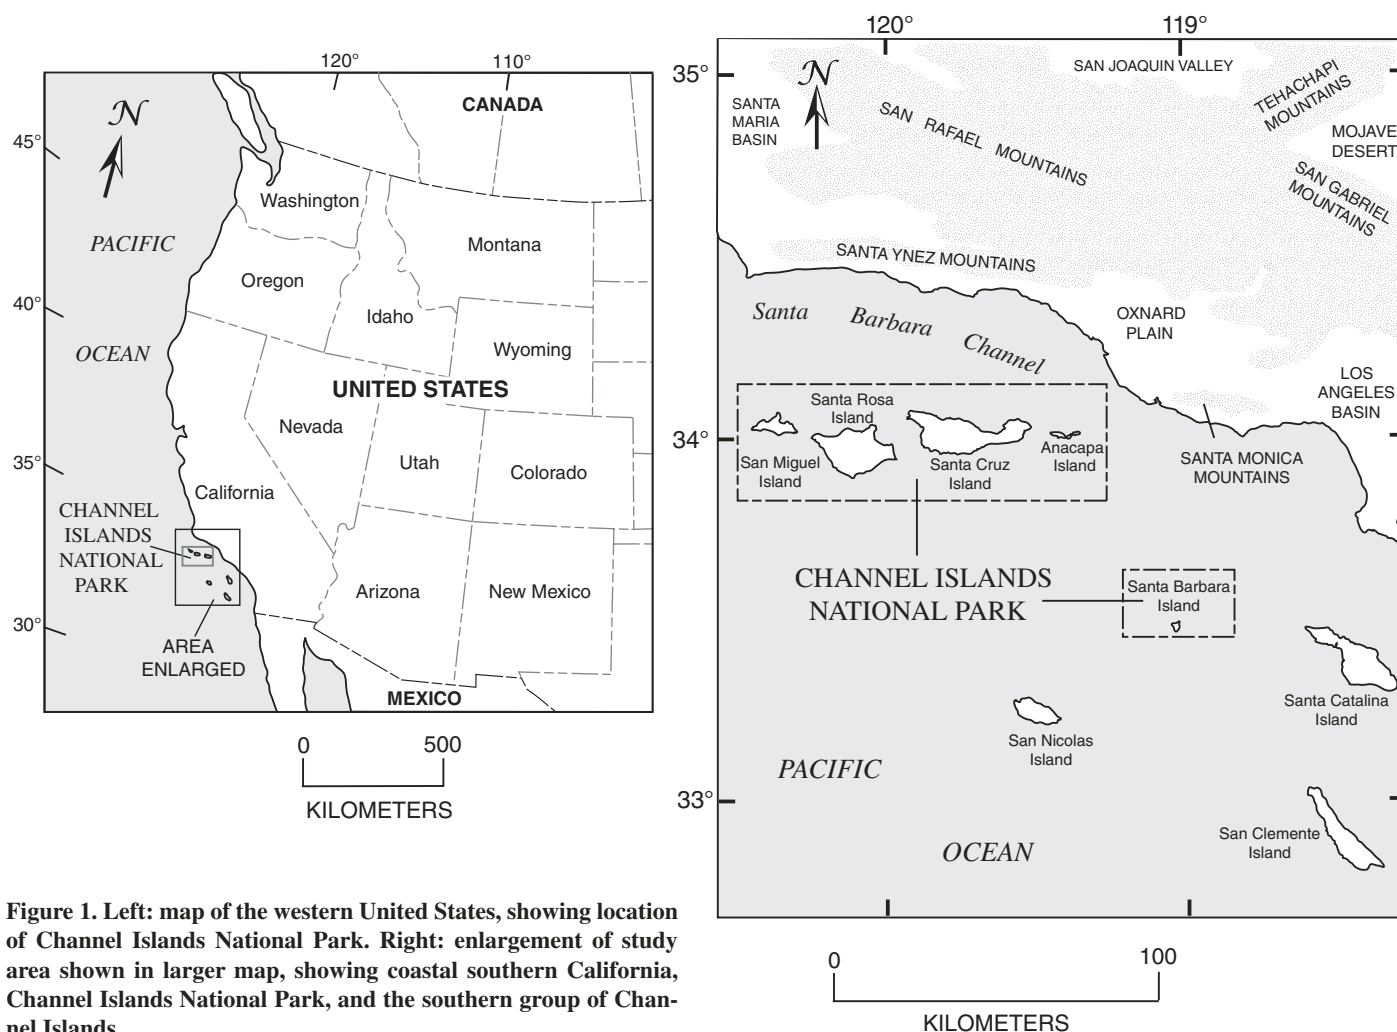 120°
110°
CANADA
45°
N
Washington
PACIFIC
Montana
Oregon
40°
Idaho
OCEAN
Wyoming
UNITED STATES
Nevada
35°
Utah
Colorado
California
CHANNEL
ISLANDS
NATIONAL
PARK
Arizona
New Mexico
30°
AREA
ENLARGED
MEXICO
0
500
KILOMETERS
Figure 1. Left: map of the western United States, showing location
of Channel Islands National Park. Right: enlargement of study
area shown in larger map, showing coastal southern California,
Channel Islands National Park, and the southern group of Chan-
nel Islands.
120°
119°
35°
N
SAN JOAQUIN VALLEY
TEHACHAPI
MOUNTAINS
SANTA
MARIA
BASIN
SAN RAFAEL MOUNTAINS
MOJAVE
DESERT
SAN GABRIEL
MOUNTAINS
SANTA YNEZ MOUNTAINS
Santa Barbara Channel
OXNARD
PLAIN
LOS
ANGELES
BASIN
34°
San Miguel
Island
Santa Rosa
Island
Santa Cruz
Island
Anacapa
Island
SANTA MONICA
MOUNTAINS
CHANNEL ISLANDS
NATIONAL PARK
Santa Barbara
Island
Santa Catalina
Island
San Nicolas
Island
PACIFIC
33°
San Clemente
Island
OCEAN
0
100
KILOMETERS